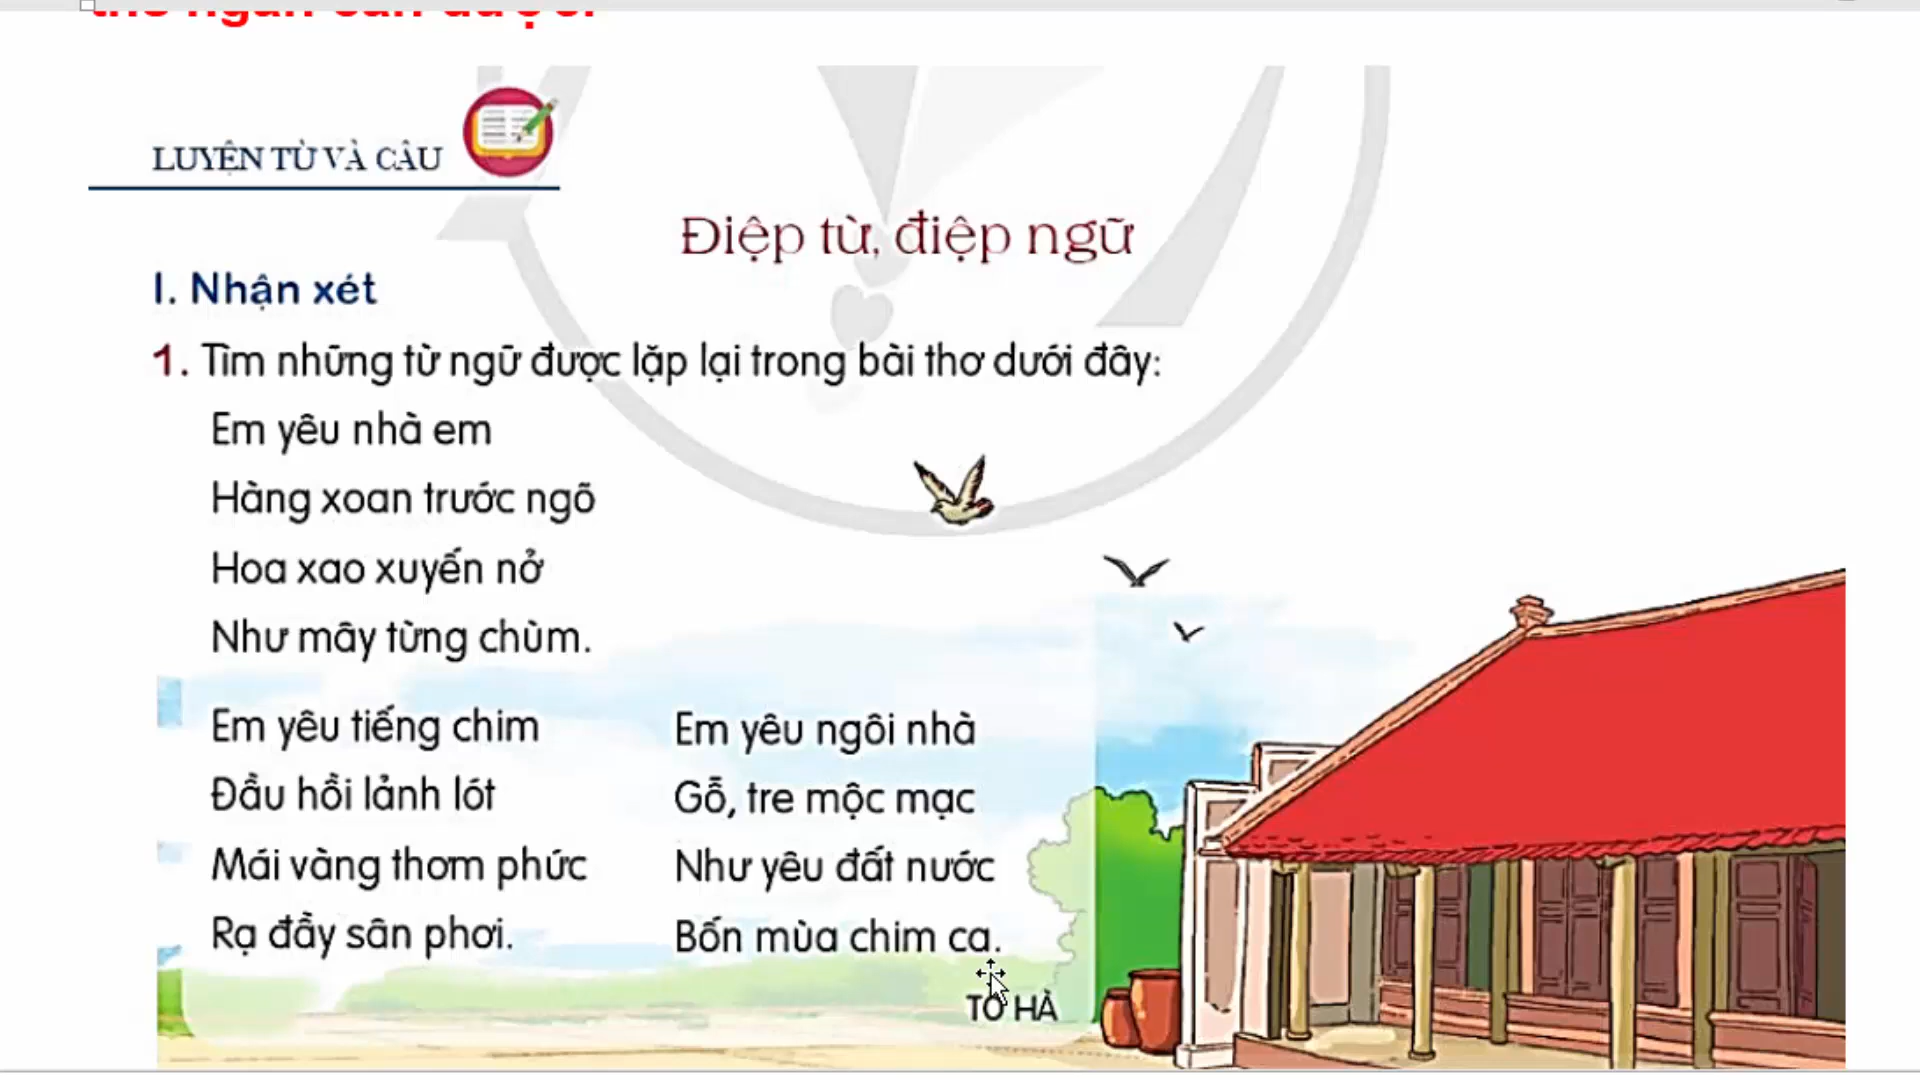 LUYỆN TỪ VÀ CÂU
Điệp từ, điệp ngữ
I. Nhận xét
1. Tìm những từ ngữ được lặp lại trong bài thơ dưới đây:
Em yêu nhà em
Hàng xoan trước ngõ
Hoa xao xuyến nở
Như mây từng chùm.
Em yêu tiếng chim
Đầu hồi lảnh lót
Mái vàng thơm phức
Rạ đầy sân phơi.
Em yêu ngôi nhà
Gỗ, tre mộc mạc
Như yêu đất nước
Bốn mùa chim ca.
TÔ HÀ